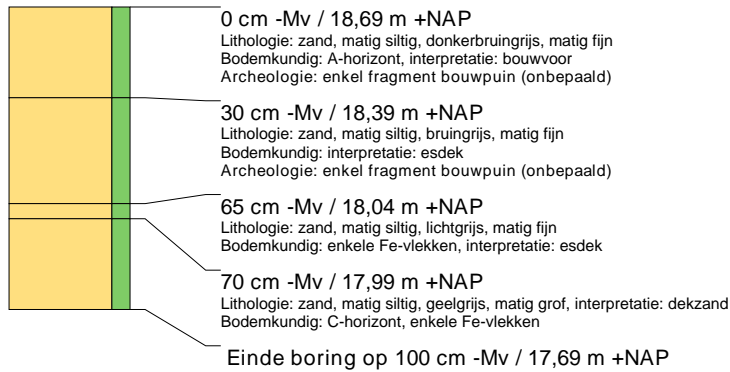 0 cm -Mv / 18,69 m +NAP
Lithologie: zand, matig siltig, donkerbruingrijs, matig fijn
Bodemkundig: A-horizont, interpretatie: bouwvoor
Archeologie: enkel fragment bouwpuin (onbepaald)
30 cm -Mv / 18,39 m +NAP
Lithologie: zand, matig siltig, bruingrijs, matig fijn
Bodemkundig: interpretatie: esdek
Archeologie: enkel fragment bouwpuin (onbepaald)
65 cm -Mv / 18,04 m +NAP
Lithologie: zand, matig siltig, lichtgrijs, matig fijn
Bodemkundig: enkele Fe-vlekken, interpretatie: esdek
70 cm -Mv / 17,99 m +NAP
Lithologie: zand, matig siltig, geelgrijs, matig grof, interpretatie: dekzand
Bodemkundig: C-horizont, enkele Fe-vlekken
Einde boring op 100 cm -Mv / 17,69 m +NAP